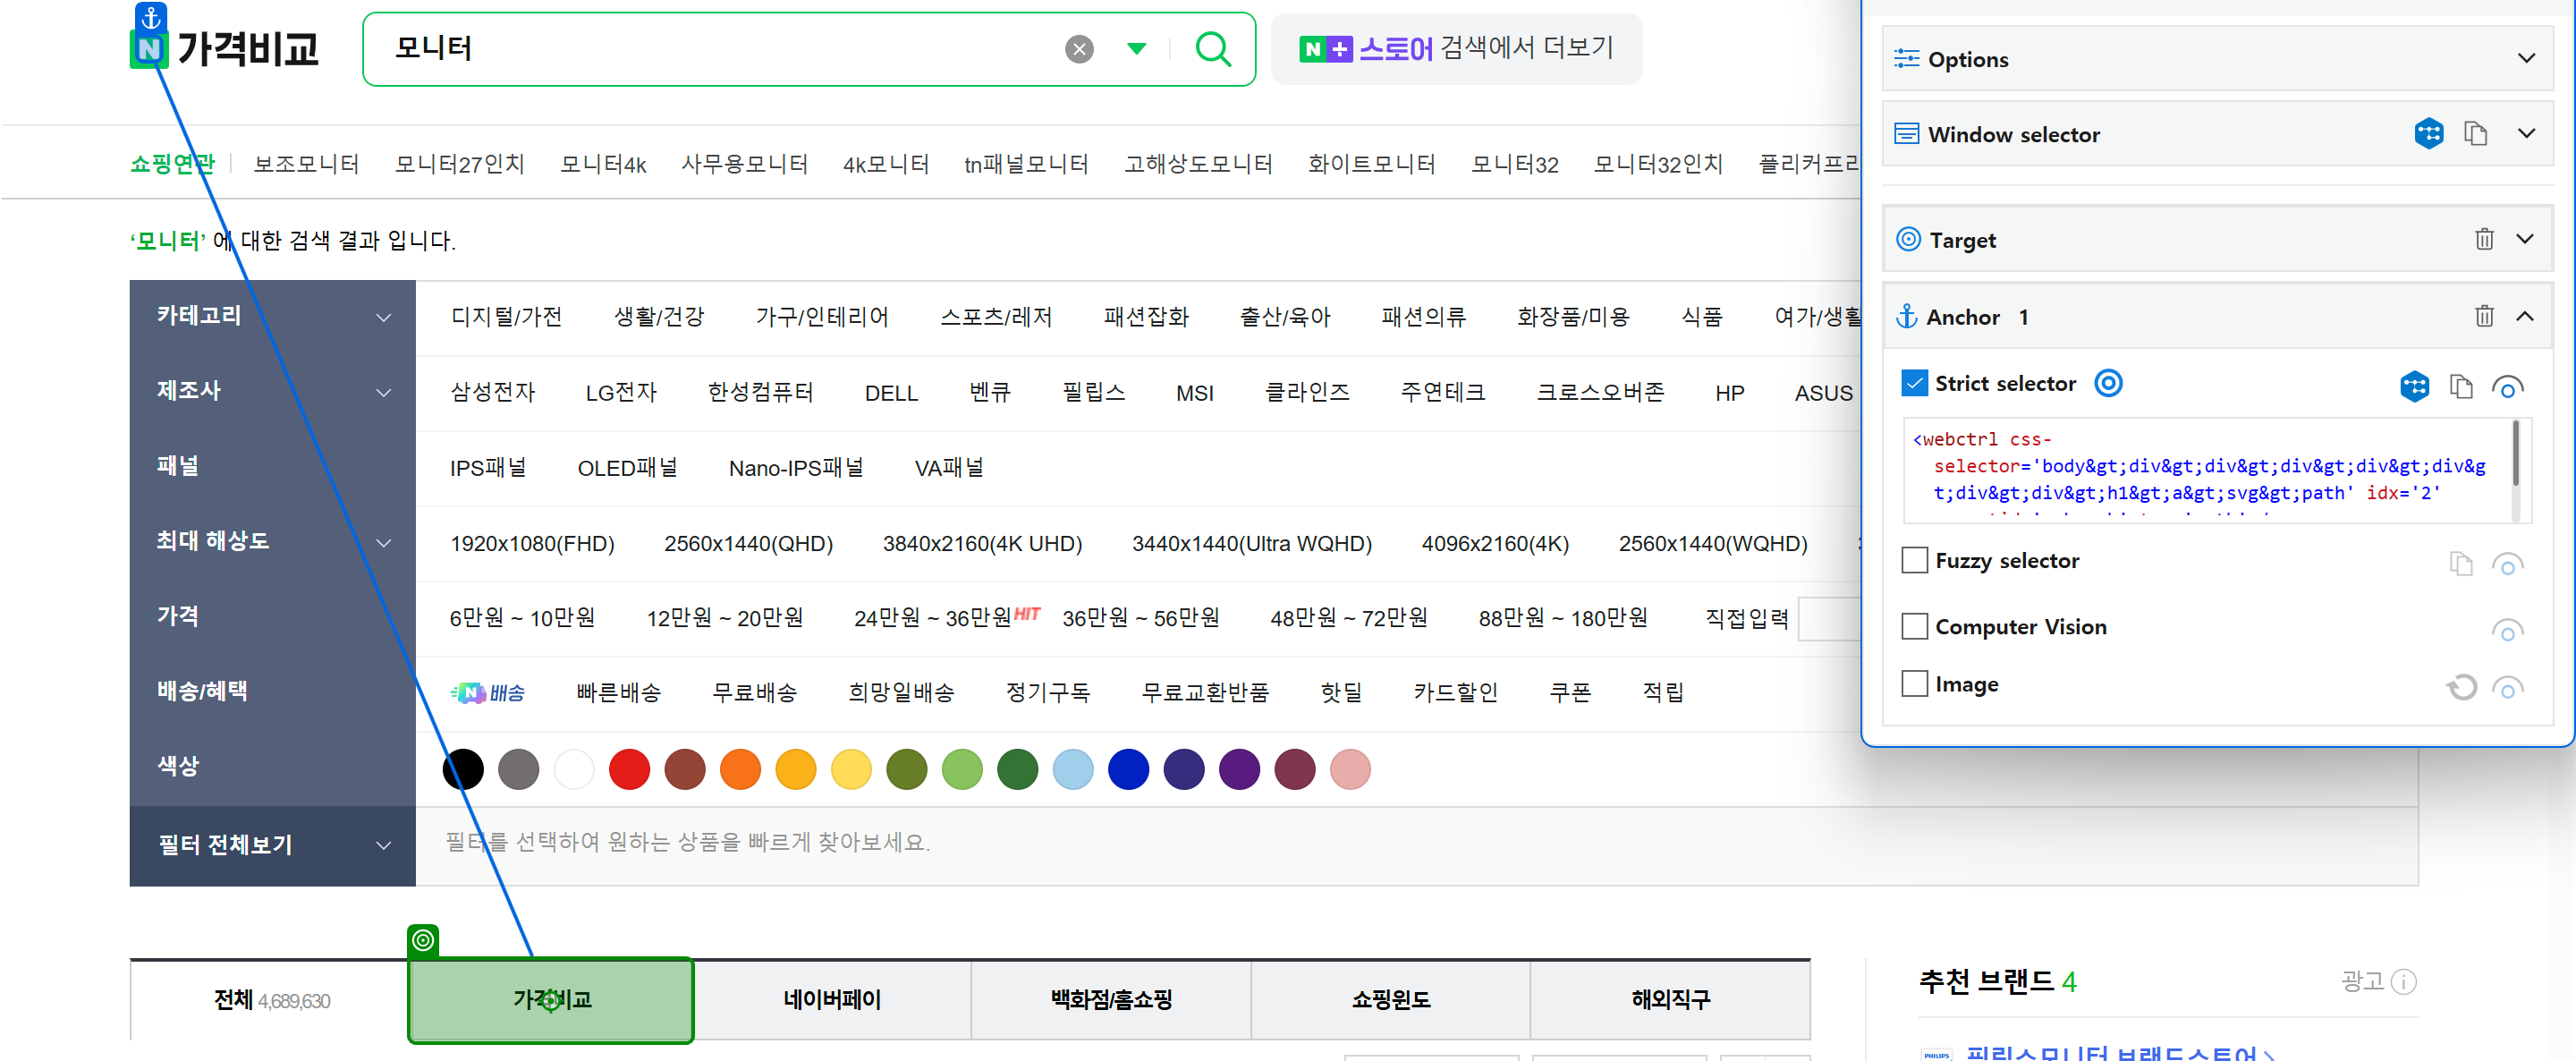 N 가격비교
모니터
N+ 스토어 검색에서 더보기
쇼핑연관 보조모니터 모니터27인치 모니터4k 사무용모니터 4k모니터 tn패널모니터 고해상도모니터 화이트모니터 모니터32 모니터32인치 플리커프리
‘모니터’ 에 대한 검색 결과 입니다.
카테고리 디지털/가전 생활/건강 가구/인테리어 스포츠/레저 패션잡화 출산/육아 패션의류 화장품/미용 식품 여가/생활
제조사 삼성전자 LG전자 한성컴퓨터 DELL 벤큐 필립스 MSI 클라인즈 주연테크 크로스오버존 HP ASUS
패널 IPS패널 OLED패널 Nano-IPS패널 VA패널
최대 해상도 1920x1080(FHD) 2560x1440(QHD) 3840x2160(4K UHD) 3440x1440(Ultra WQHD) 4096x2160(4K) 2560x1440(WQHD)
가격 6만원 ~ 10만원 12만원 ~ 20만원 24만원 ~ 36만원HIT 36만원 ~ 56만원 48만원 ~ 72만원 88만원 ~ 180만원 직접입력
배송/혜택 N배송 빠른배송 무료배송 희망일배송 정기구독 무료교환반품 핫딜 카드할인 쿠폰 적립
색상
필터 전체보기 필터를 선택하여 원하는 상품을 빠르게 찾아보세요.
전체 4,689,630 가격비교 네이버페이 백화점/홈쇼핑 쇼핑윈도 해외직구
추천 브랜드 4 광고
PHILIPS 필립스모니터 브랜드스토어
Options
Window selector
Target
Anchor 1
Strict selector
<webctrl css-
selector='body&gt;div&gt;div&gt;div&gt;div&gt;div&g
t;div&gt;div&gt;h1&gt;a&gt;svg&gt;path' idx='2'
Fuzzy selector
Computer Vision
Image